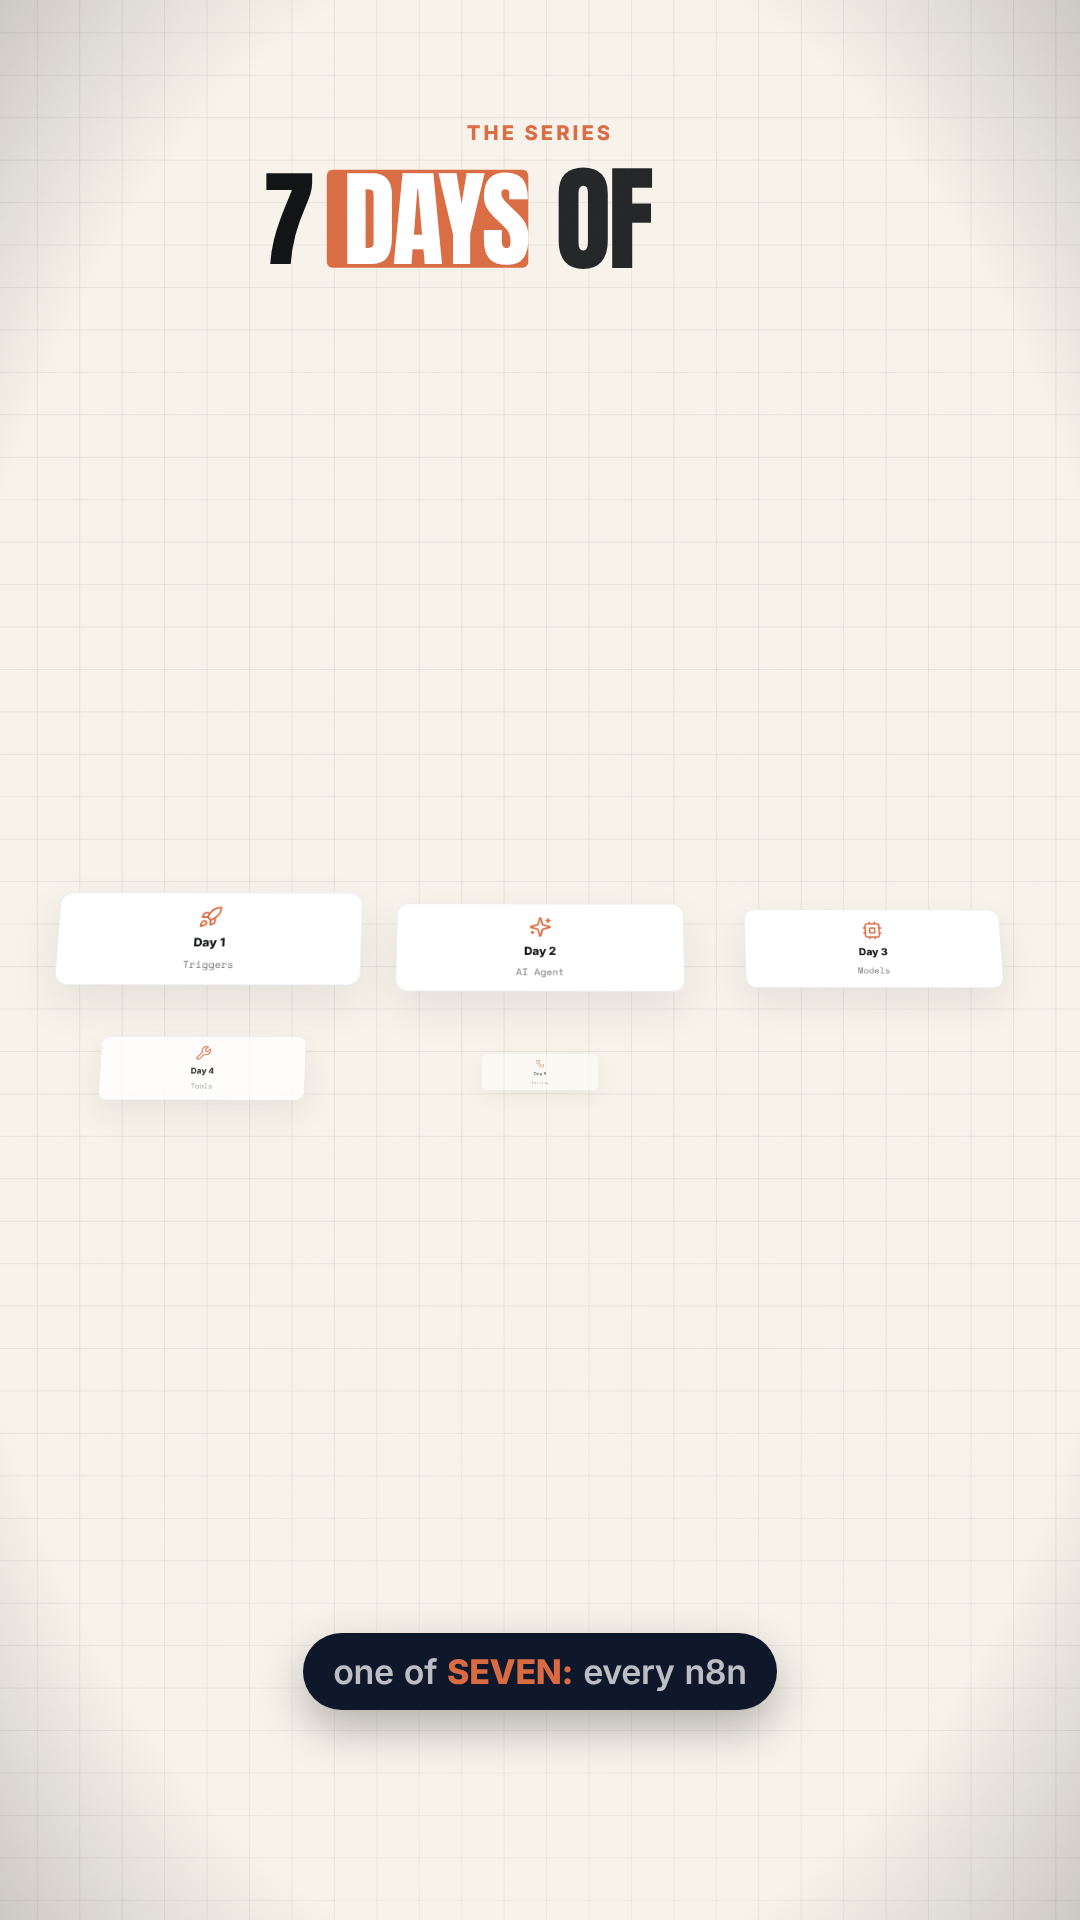 THE SERIES
7 DAYS OF
Day 1
Triggers
Day 2
AI Agent
Day 3
Models
Day 4
Tools
one of SEVEN: every n8n